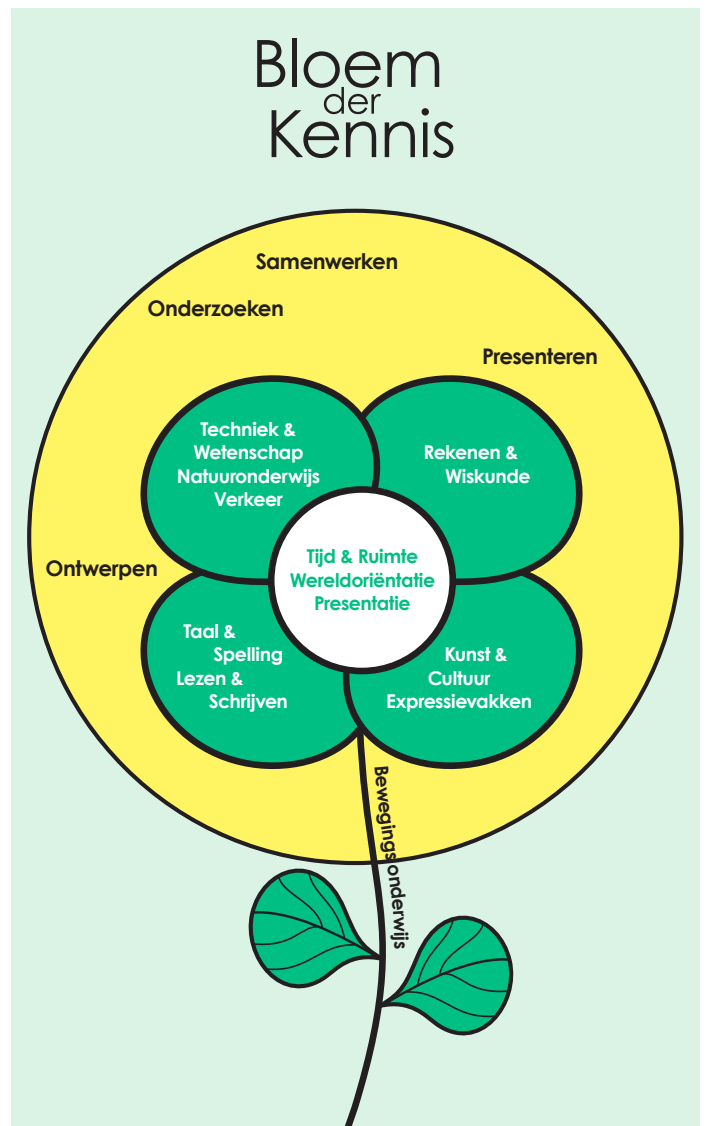 Bloem
der
Kennis
Samenwerken
Onderzoeken
Presenteren
Techniek &
Wetenschap
Natuuronderwijs
Verkeer
Rekenen &
Wiskunde
Tijd & Ruimte
Wereldoriëntatie
Presentatie
Ontwerpen
Taal &
Spelling
Lezen &
Schrijven
Kunst &
Cultuur
Expressievakken
Bewegingsonderwijs